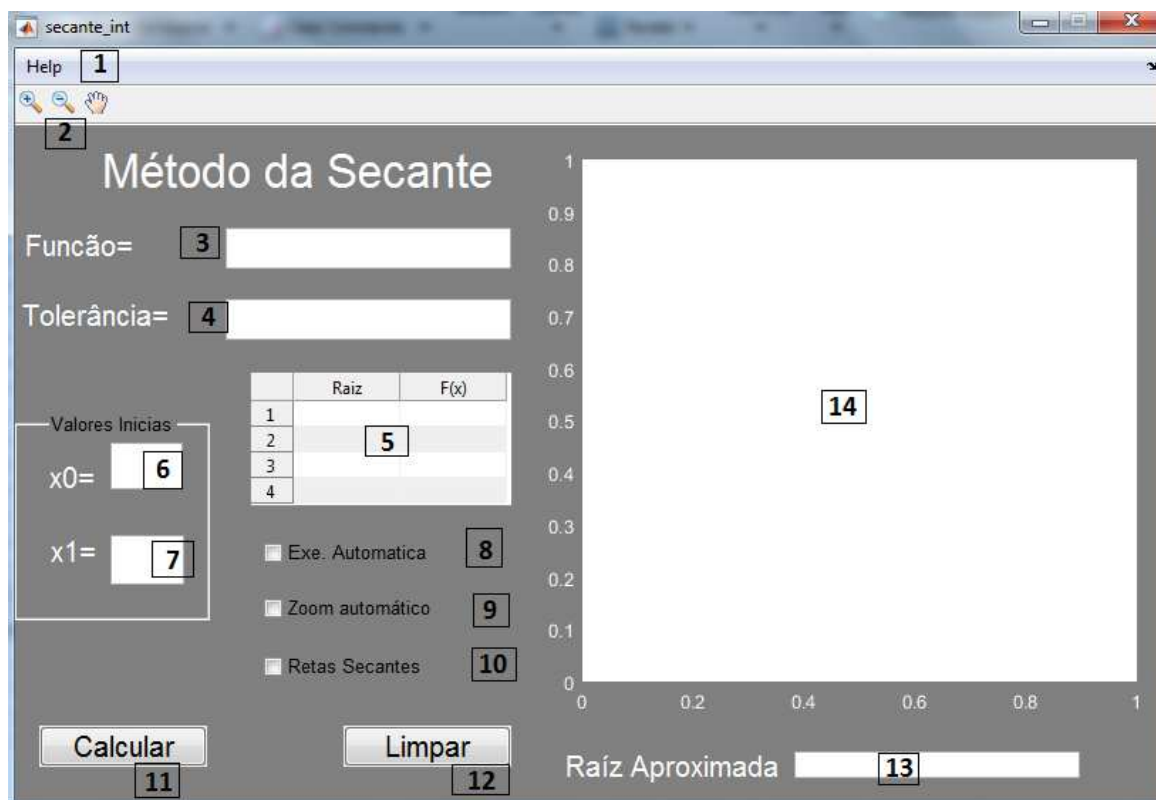 secante_int
Help 1
2
Método da Secante
Funcão= 3
Tolerância= 4
Raiz F(x)
1
2
3
4
5
Valores Inicias
x0= 6
x1= 7
Exe. Automatica 8
Zoom automático 9
Retas Secantes 10
Calcular
11
Limpar
12
1
0.9
0.8
0.7
0.6
0.5
0.4
0.3
0.2
0.1
0
14
0 0.2 0.4 0.6 0.8 1
Raíz Aproximada 13